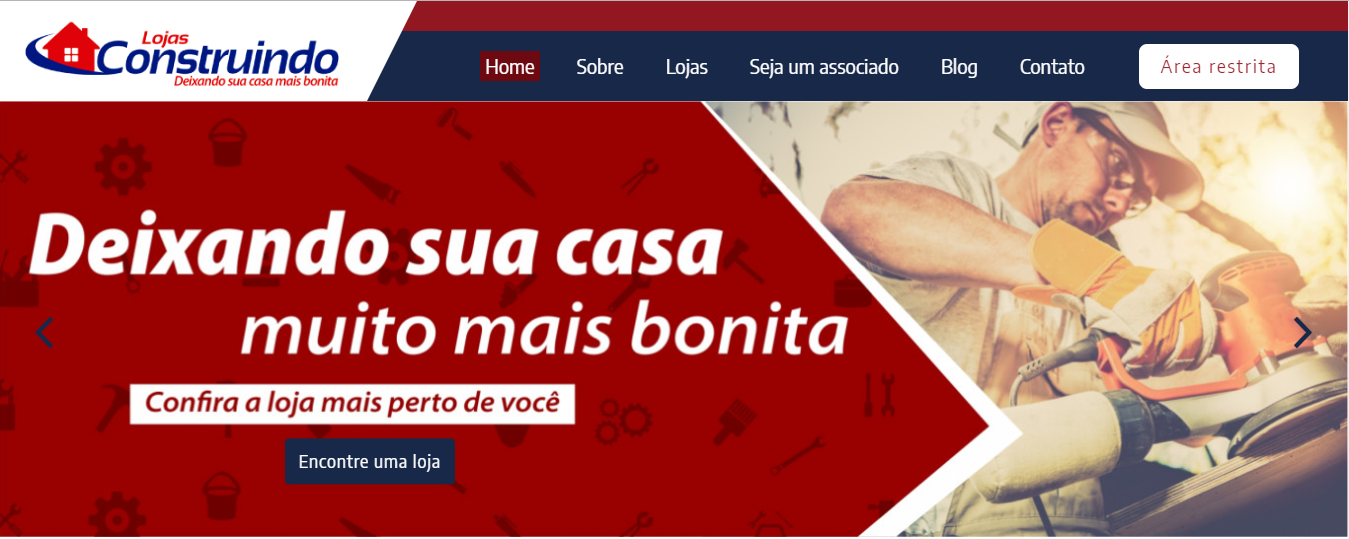 Lojas
Construindo
Deixando sua casa mais bonita
Home Sobre Lojas Seja um associado Blog Contato Área restrita
Deixando sua casa
muito mais bonita
Confira a loja mais perto de você
Encontre uma loja